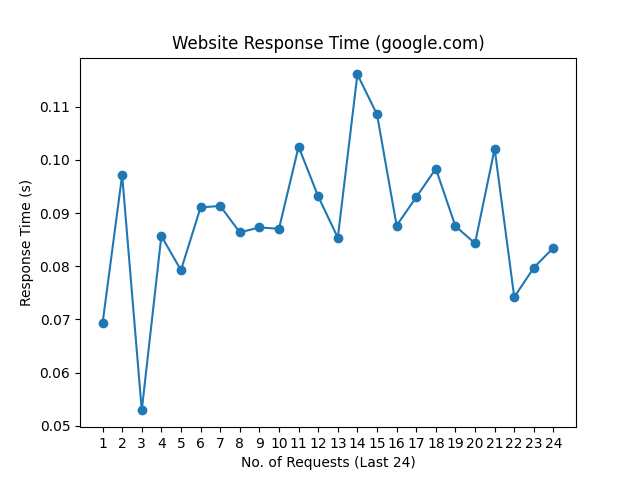 Website Response Time (google.com)
Response Time (s)
0.11
0.10
0.09
0.08
0.07
0.06
0.05
1 2 3 4 5 6 7 8 9 10 11 12 13 14 15 16 17 18 19 20 21 22 23 24
No. of Requests (Last 24)